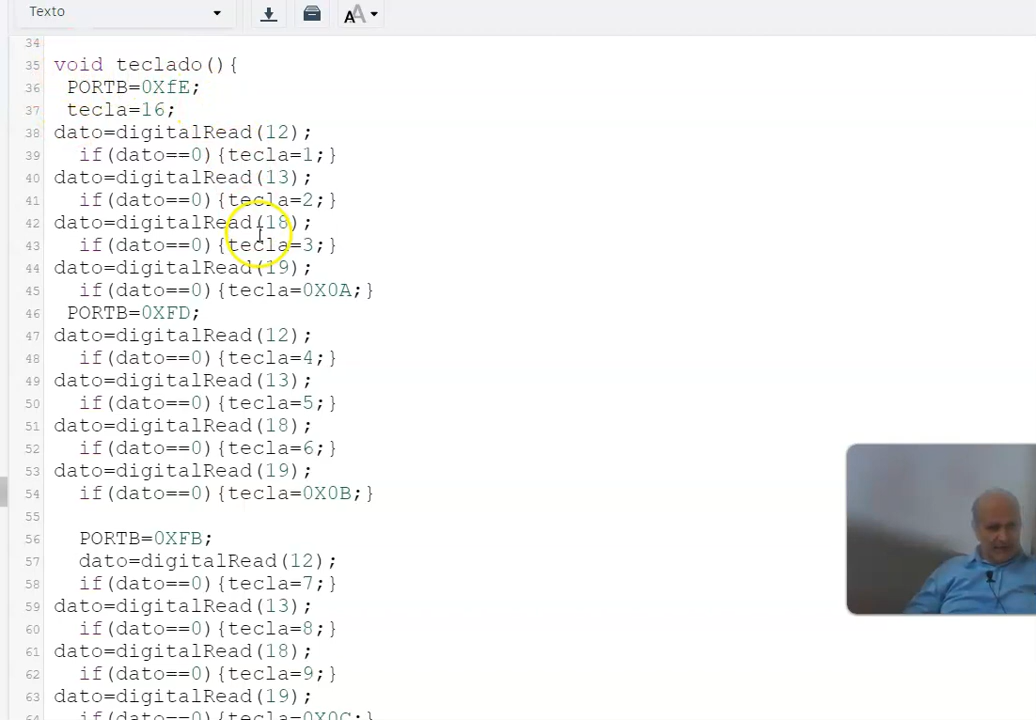 Texto
34
35 void teclado(){
36 PORTB=0XfE;
37 tecla=16;
38 dato=digitalRead(12);
39 if(dato==0){tecla=1;}
40 dato=digitalRead(13);
41 if(dato==0){tecla=2;}
42 dato=digitalRead(18);
43 if(dato==0){tecla=3;}
44 dato=digitalRead(19);
45 if(dato==0){tecla=0X0A;}
46 PORTB=0XFD;
47 dato=digitalRead(12);
48 if(dato==0){tecla=4;}
49 dato=digitalRead(13);
50 if(dato==0){tecla=5;}
51 dato=digitalRead(18);
52 if(dato==0){tecla=6;}
53 dato=digitalRead(19);
54 if(dato==0){tecla=0X0B;}
55
56 PORTB=0XFB;
57 dato=digitalRead(12);
58 if(dato==0){tecla=7;}
59 dato=digitalRead(13);
60 if(dato==0){tecla=8;}
61 dato=digitalRead(18);
62 if(dato==0){tecla=9;}
63 dato=digitalRead(19);
64 if(dato==0){tecla=0X0C;}